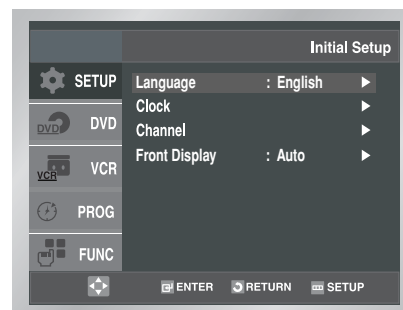 Initial Setup
SETUP
Language : English
Clock
DVD DVD
Channel
Front Display : Auto
VCR VCR
PROG
FUNC
ENTER RETURN SETUP